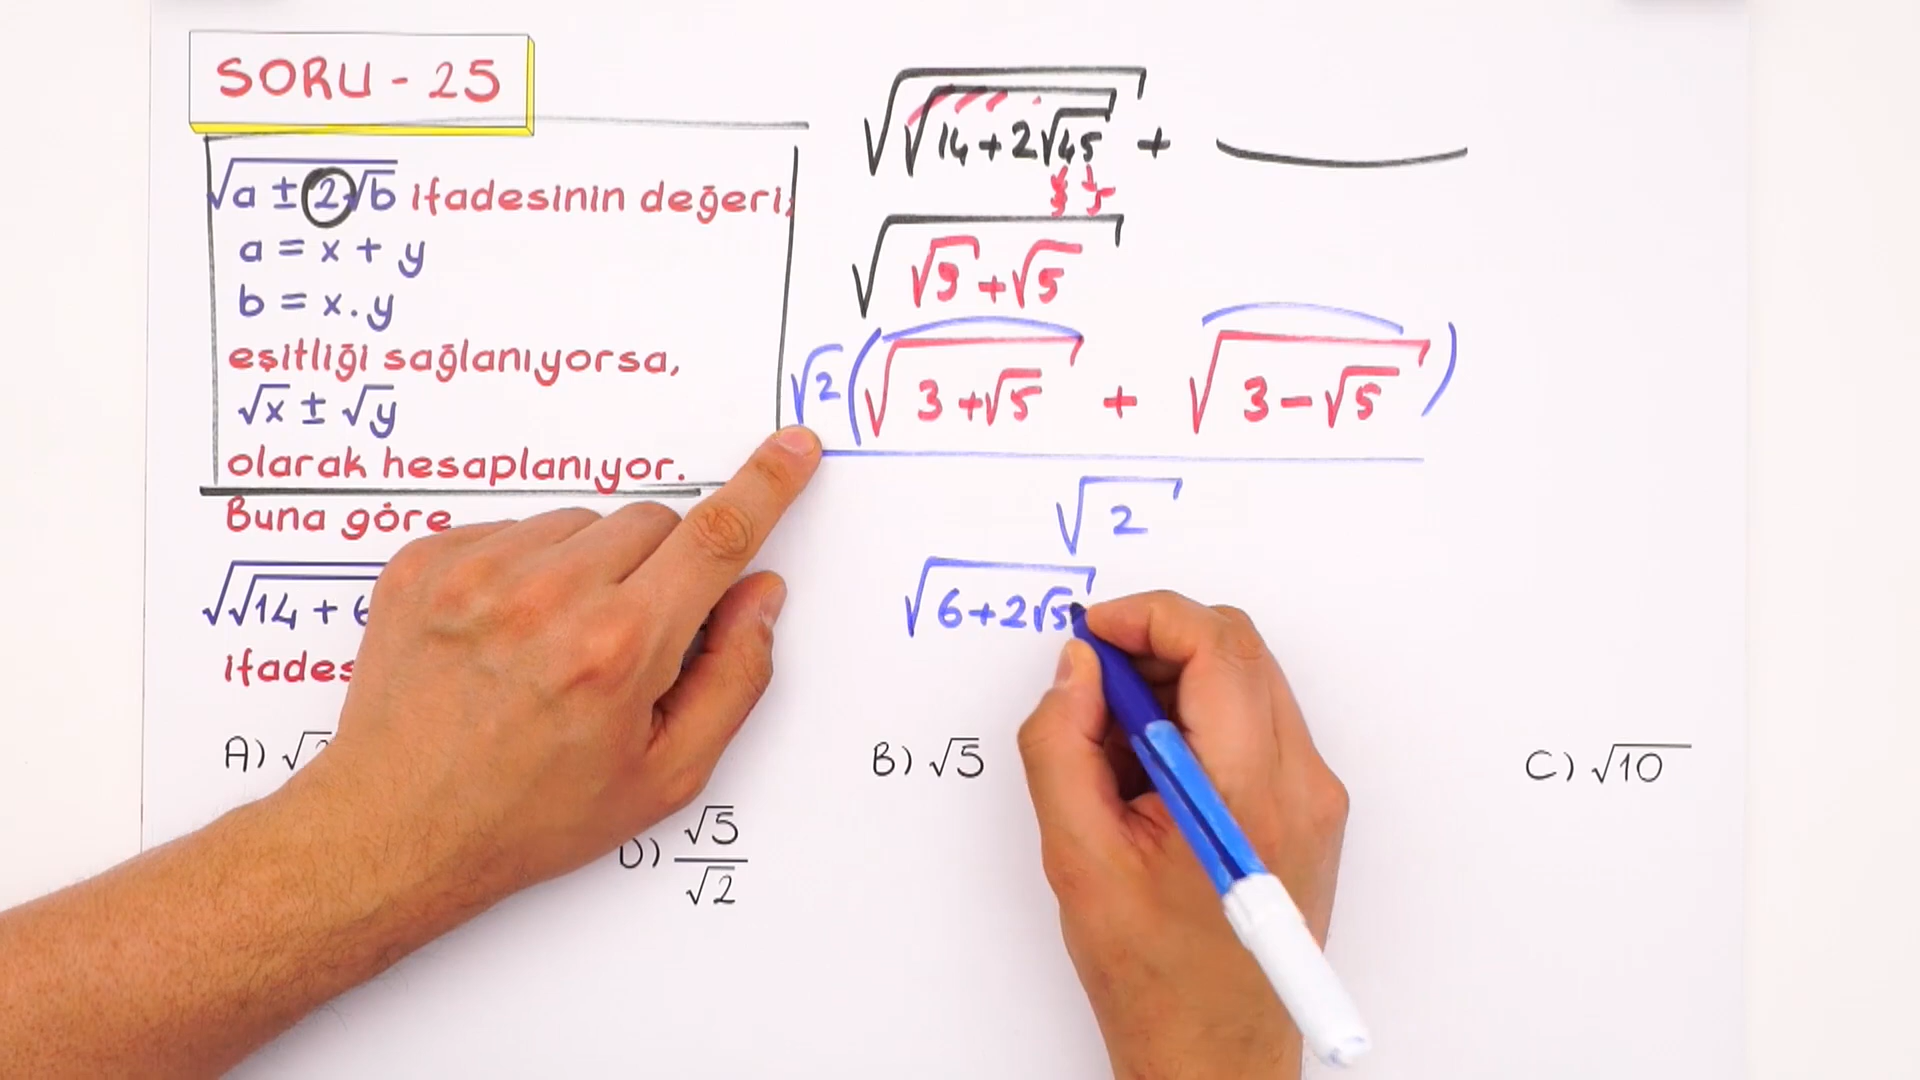 SORU - 25
√a ± 2√b ifadesinin değeri;
a = x + y
b = x . y
eşitliği sağlanıyorsa,
√x ± √y
olarak hesaplanıyor.
Buna göre
√√14 + 6
ifades
A) √
B) √5
C) √10
D) √5/√2
√√14 + 2√45 +
5
√√9 + √5
√2 (√3 + √5 + √3 - √5)
√2
√6 + 2√5